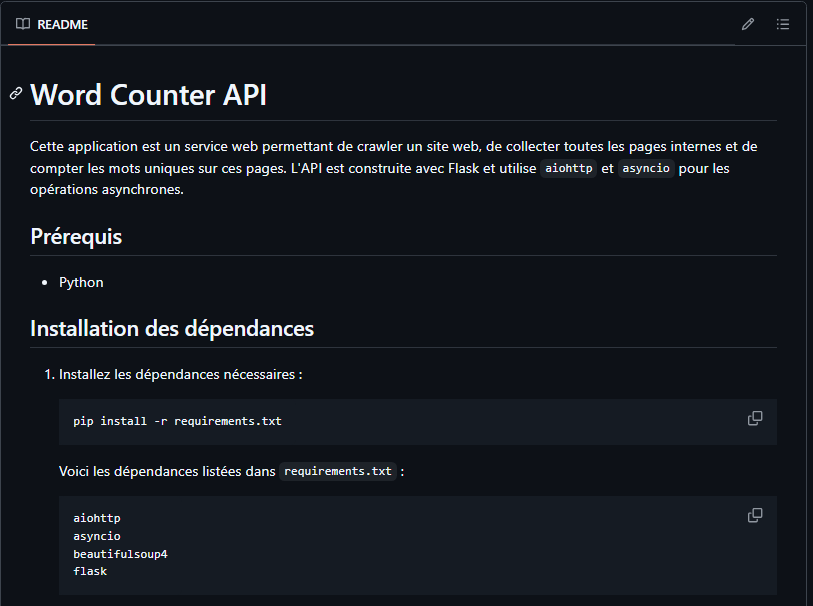 README
Word Counter API
Cette application est un service web permettant de crawler un site web, de collecter toutes les pages internes et de
compter les mots uniques sur ces pages. L'API est construite avec Flask et utilise aiohttp et asyncio pour les
opérations asynchrones.
Prérequis
• Python
Installation des dépendances
1. Installez les dépendances nécessaires :
pip install -r requirements.txt
Voici les dépendances listées dans requirements.txt :
aiohttp
asyncio
beautifulsoup4
flask